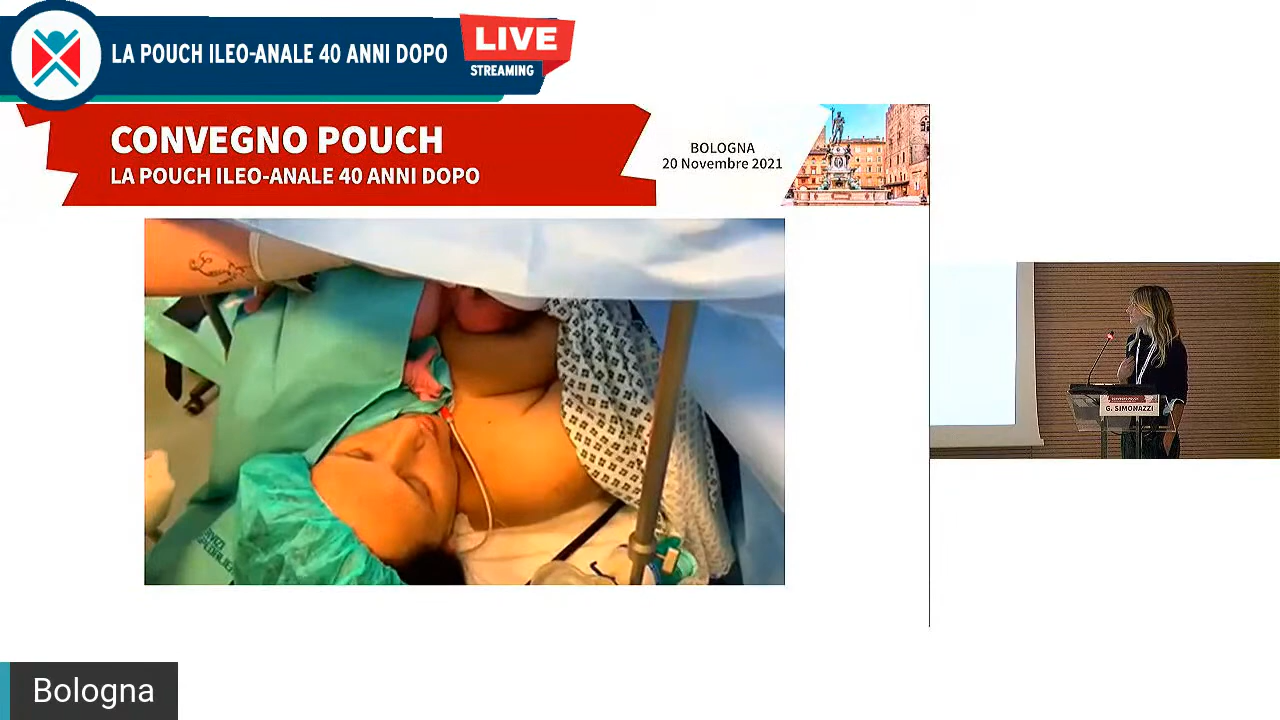 LA POUCH ILEO-ANALE 40 ANNI DOPO
LIVE
STREAMING
CONVEGNO POUCH
LA POUCH ILEO-ANALE 40 ANNI DOPO
BOLOGNA
20 Novembre 2021
G. SIMONAZZI
Bologna